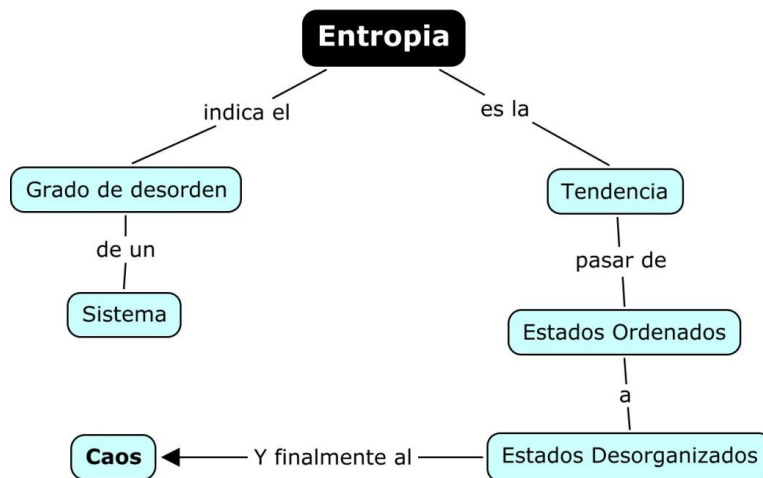 Entropia
indica el
es la
Grado de desorden
Tendencia
de un
pasar de
Sistema
Estados Ordenados
a
Estados Desorganizados
Y finalmente al
Caos